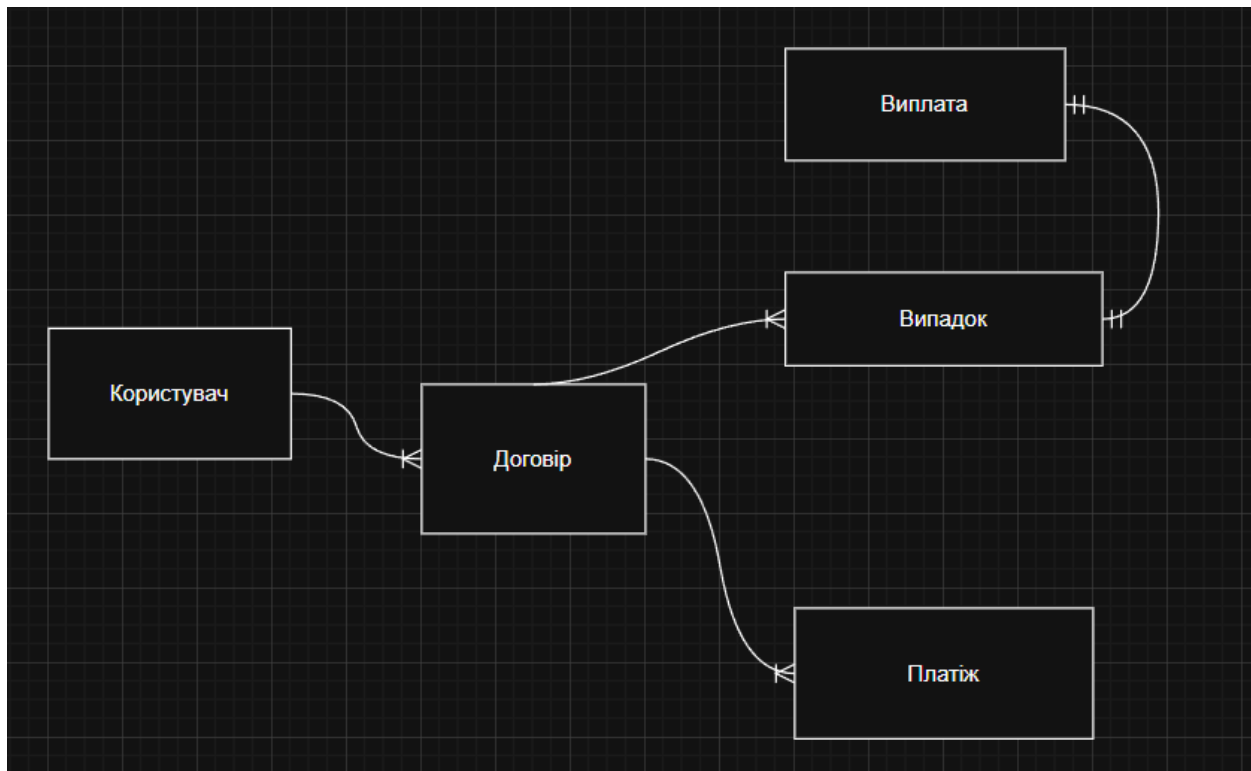 Виплата
Випадок
Користувач
Договір
Платіж